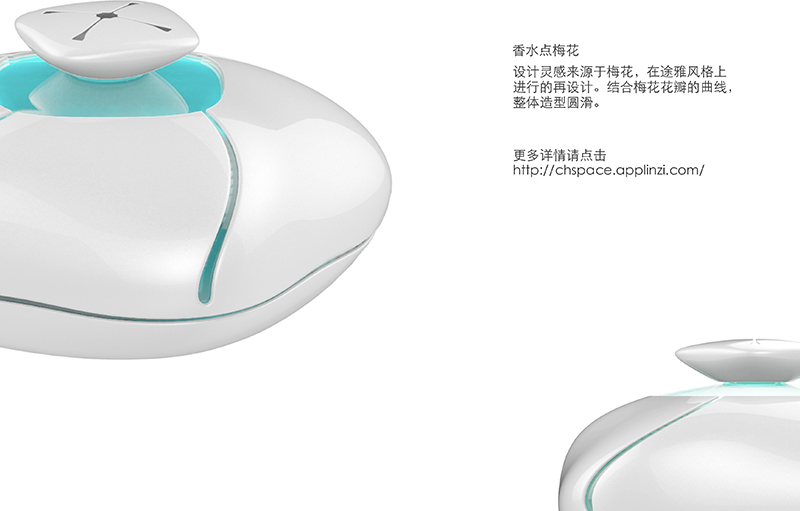 香水点梅花
设计灵感来源于梅花，在途雅风格上
进行的再设计。结合梅花花瓣的曲线，
整体造型圆滑。
更多详情请点击
http://chspace.applinzi.com/